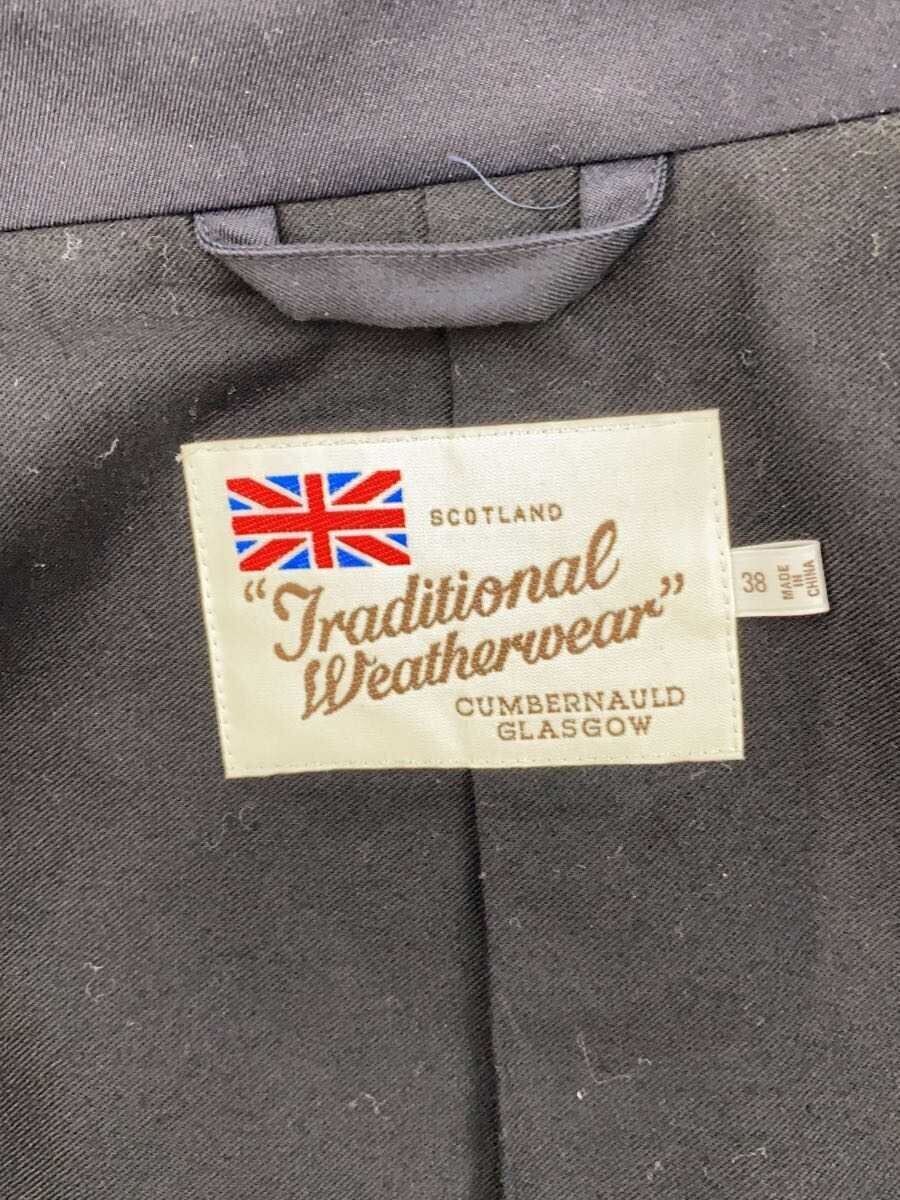 SCOTLAND
"Traditional
Weatherwear"
CUMBERNAULD
GLASGOW
38
MADE
IN
CHINA